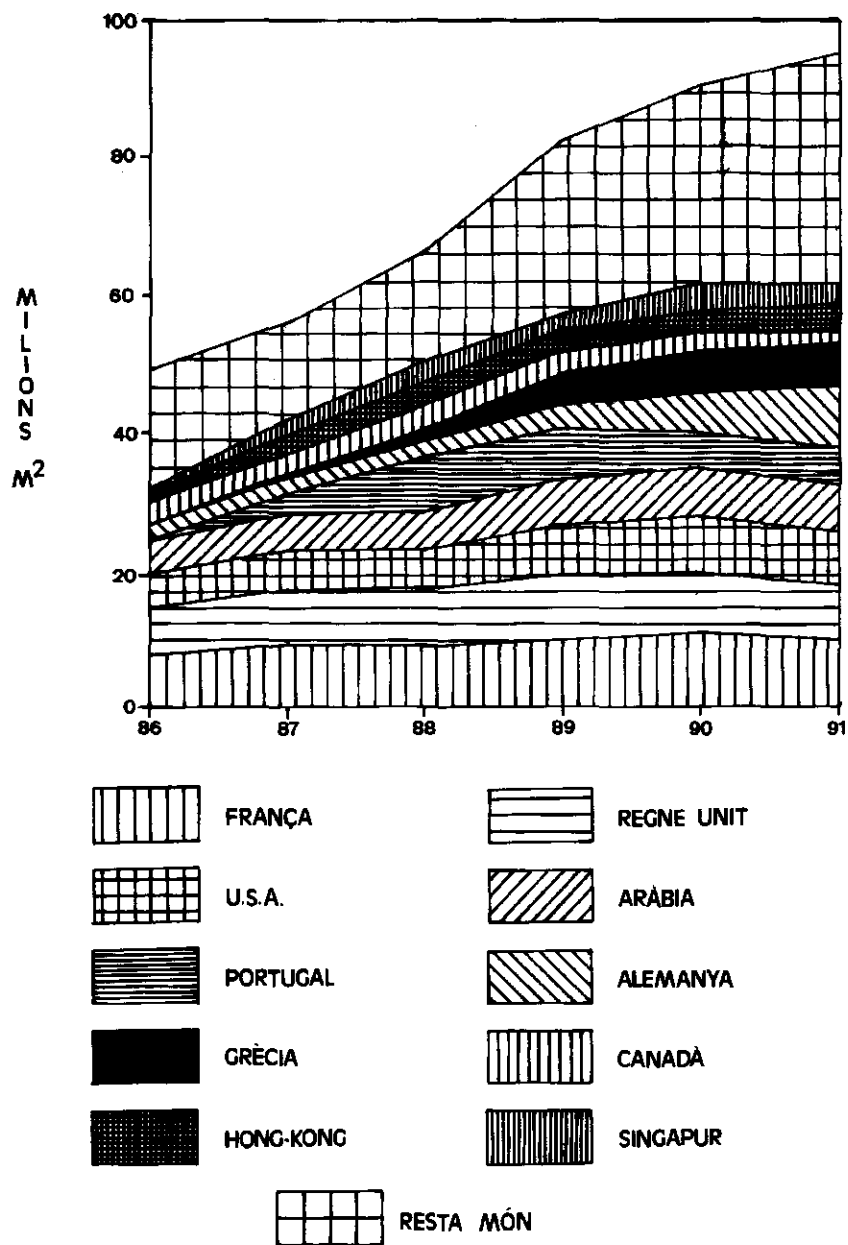 100
80
60
40
20
0
MILIONS M2
86 87 88 89 90 91
FRANÇA
REGNE UNIT
U.S.A.
ARÀBIA
PORTUGAL
ALEMANYA
GRÈCIA
CANADÀ
HONG-KONG
SINGAPUR
RESTA MÓN